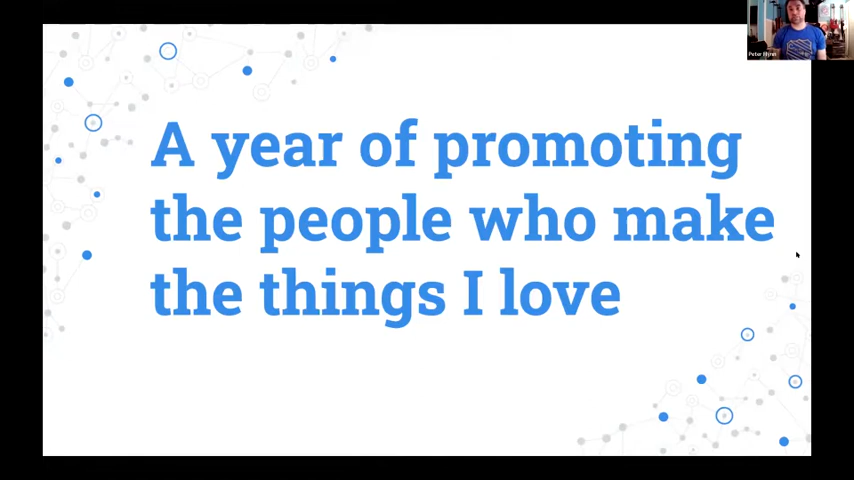 A year of promoting
the people who make
the things I love